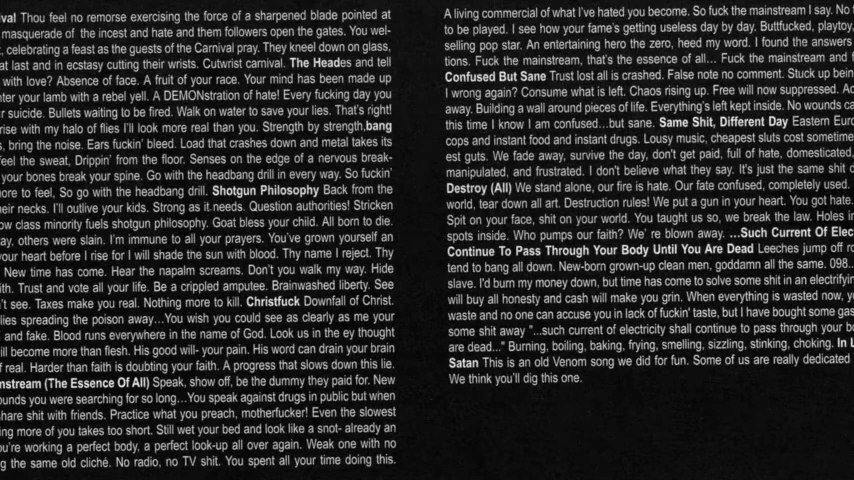 ival Thou feel no remorse exercising the force of a sharpened blade pointed at
masquerade of the incest and hate and them followers open the gates. You wel-
, celebrating a feast as the guests of the Carnival pray. They kneel down on glass,
at last and in ecstasy cutting their wrists. Cutwrist carnival. The Heades and tell
with love? Absence of face. A fruit of your race. Your mind has been made up
nter your lamb with a rebel yell. A DEMONstration of hate! Every fucking day you
r suicide. Bullets waiting to be fired. Walk on water to save your lies. That's right!
rise with my halo of flies I'll look more real than you. Strength by strength,bang
s, bring the noise. Ears fuckin' bleed. Load that crashes down and metal takes its
feel the sweat, Drippin' from the floor. Senses on the edge of a nervous break-
your bones break your spine. Go with the headbang drill in every way. So fuckin'
nore to feel, So go with the headbang drill. Shotgun Philosophy Back from the
neir necks. I'll outlive your kids. Strong as it needs. Question authorities! Stricken
ow class minority fuels shotgun philosophy. Goat bless your child. All born to die.
ay, others were slain. I'm immune to all your prayers. You've grown yourself an
your heart before I rise for I will shade the sun with blood. Thy name I reject. Thy
New time has come. Hear the napalm screams. Don't you walk my way. Hide
ith. Trust and vote all your life. Be a crippled amputee. Brainwashed liberty. See
n't see. Taxes make you real. Nothing more to kill. Christfuck Downfall of Christ.
lies spreading the poison away…You wish you could see as clearly as me your
and fake. Blood runs everywhere in the name of God. Look us in the ey thought
ill become more than flesh. His good will- your pain. His word can drain your brain
f real. Harder than faith is doubting your faith. A progress that slows down this lie.
nstream (The Essence Of All) Speak, show off, be the dummy they paid for. New
ounds you were searching for so long…You speak against drugs in public but when
share shit with friends. Practice what you preach, motherfucker! Even the slowest
ing more of you takes too short. Still wet your bed and look like a snot- already an
ou're working a perfect body, a perfect look-up all over again. Weak one with no
g the same old cliché. No radio, no TV shit. You spent all your time doing this.
A living commercial of what I've hated you become. So fuck the mainstream I say. No t
to be played. I see how your fame's getting useless day by day. Buttfucked, playtoy,
selling pop star. An entertaining hero the zero, heed my word. I found the answers
tions. Fuck the mainstream, that's the essence of all… Fuck the mainstream and f
Confused But Sane Trust lost all is crashed. False note no comment. Stuck up bein
I wrong again? Consume what is left. Chaos rising up. Free will now suppressed. Ac
away. Building a wall around pieces of life. Everything's left kept inside. No wounds ca
this time I know I am confused…but sane. Same Shit, Different Day Eastern Euro
cops and instant food and instant drugs. Lousy music, cheapest sluts cost sometime
est guts. We fade away, survive the day, don't get paid, full of hate, domesticated,
manipulated, and frustrated. I don't believe what they say. It's just the same shit d
Destroy (All) We stand alone, our fire is hate. Our fate confused, completely used.
world, tear down all art. Destruction rules! We put a gun in your heart. You got hate.
Spit on your face, shit on your world. You taught us so, we break the law. Holes in
spots inside. Who pumps our faith? We' re blown away. …Such Current Of Elec
Continue To Pass Through Your Body Until You Are Dead Leeches jump off ro
tend to bang all down. New-born grown-up clean men, goddamn all the same. 098…
slave. I'd burn my money down, but time has come to solve some shit in an electrifyin
will buy all honesty and cash will make you grin. When everything is wasted now, y
waste and no one can accuse you in lack of fuckin' taste, but I have bought some gas
some shit away "...such current of electricity shall continue to pass through your bo
are dead..." Burning, boiling, baking, frying, smelling, sizzling, stinking, choking. In L
Satan This is an old Venom song we did for fun. Some of us are really dedicated
We think you'll dig this one.